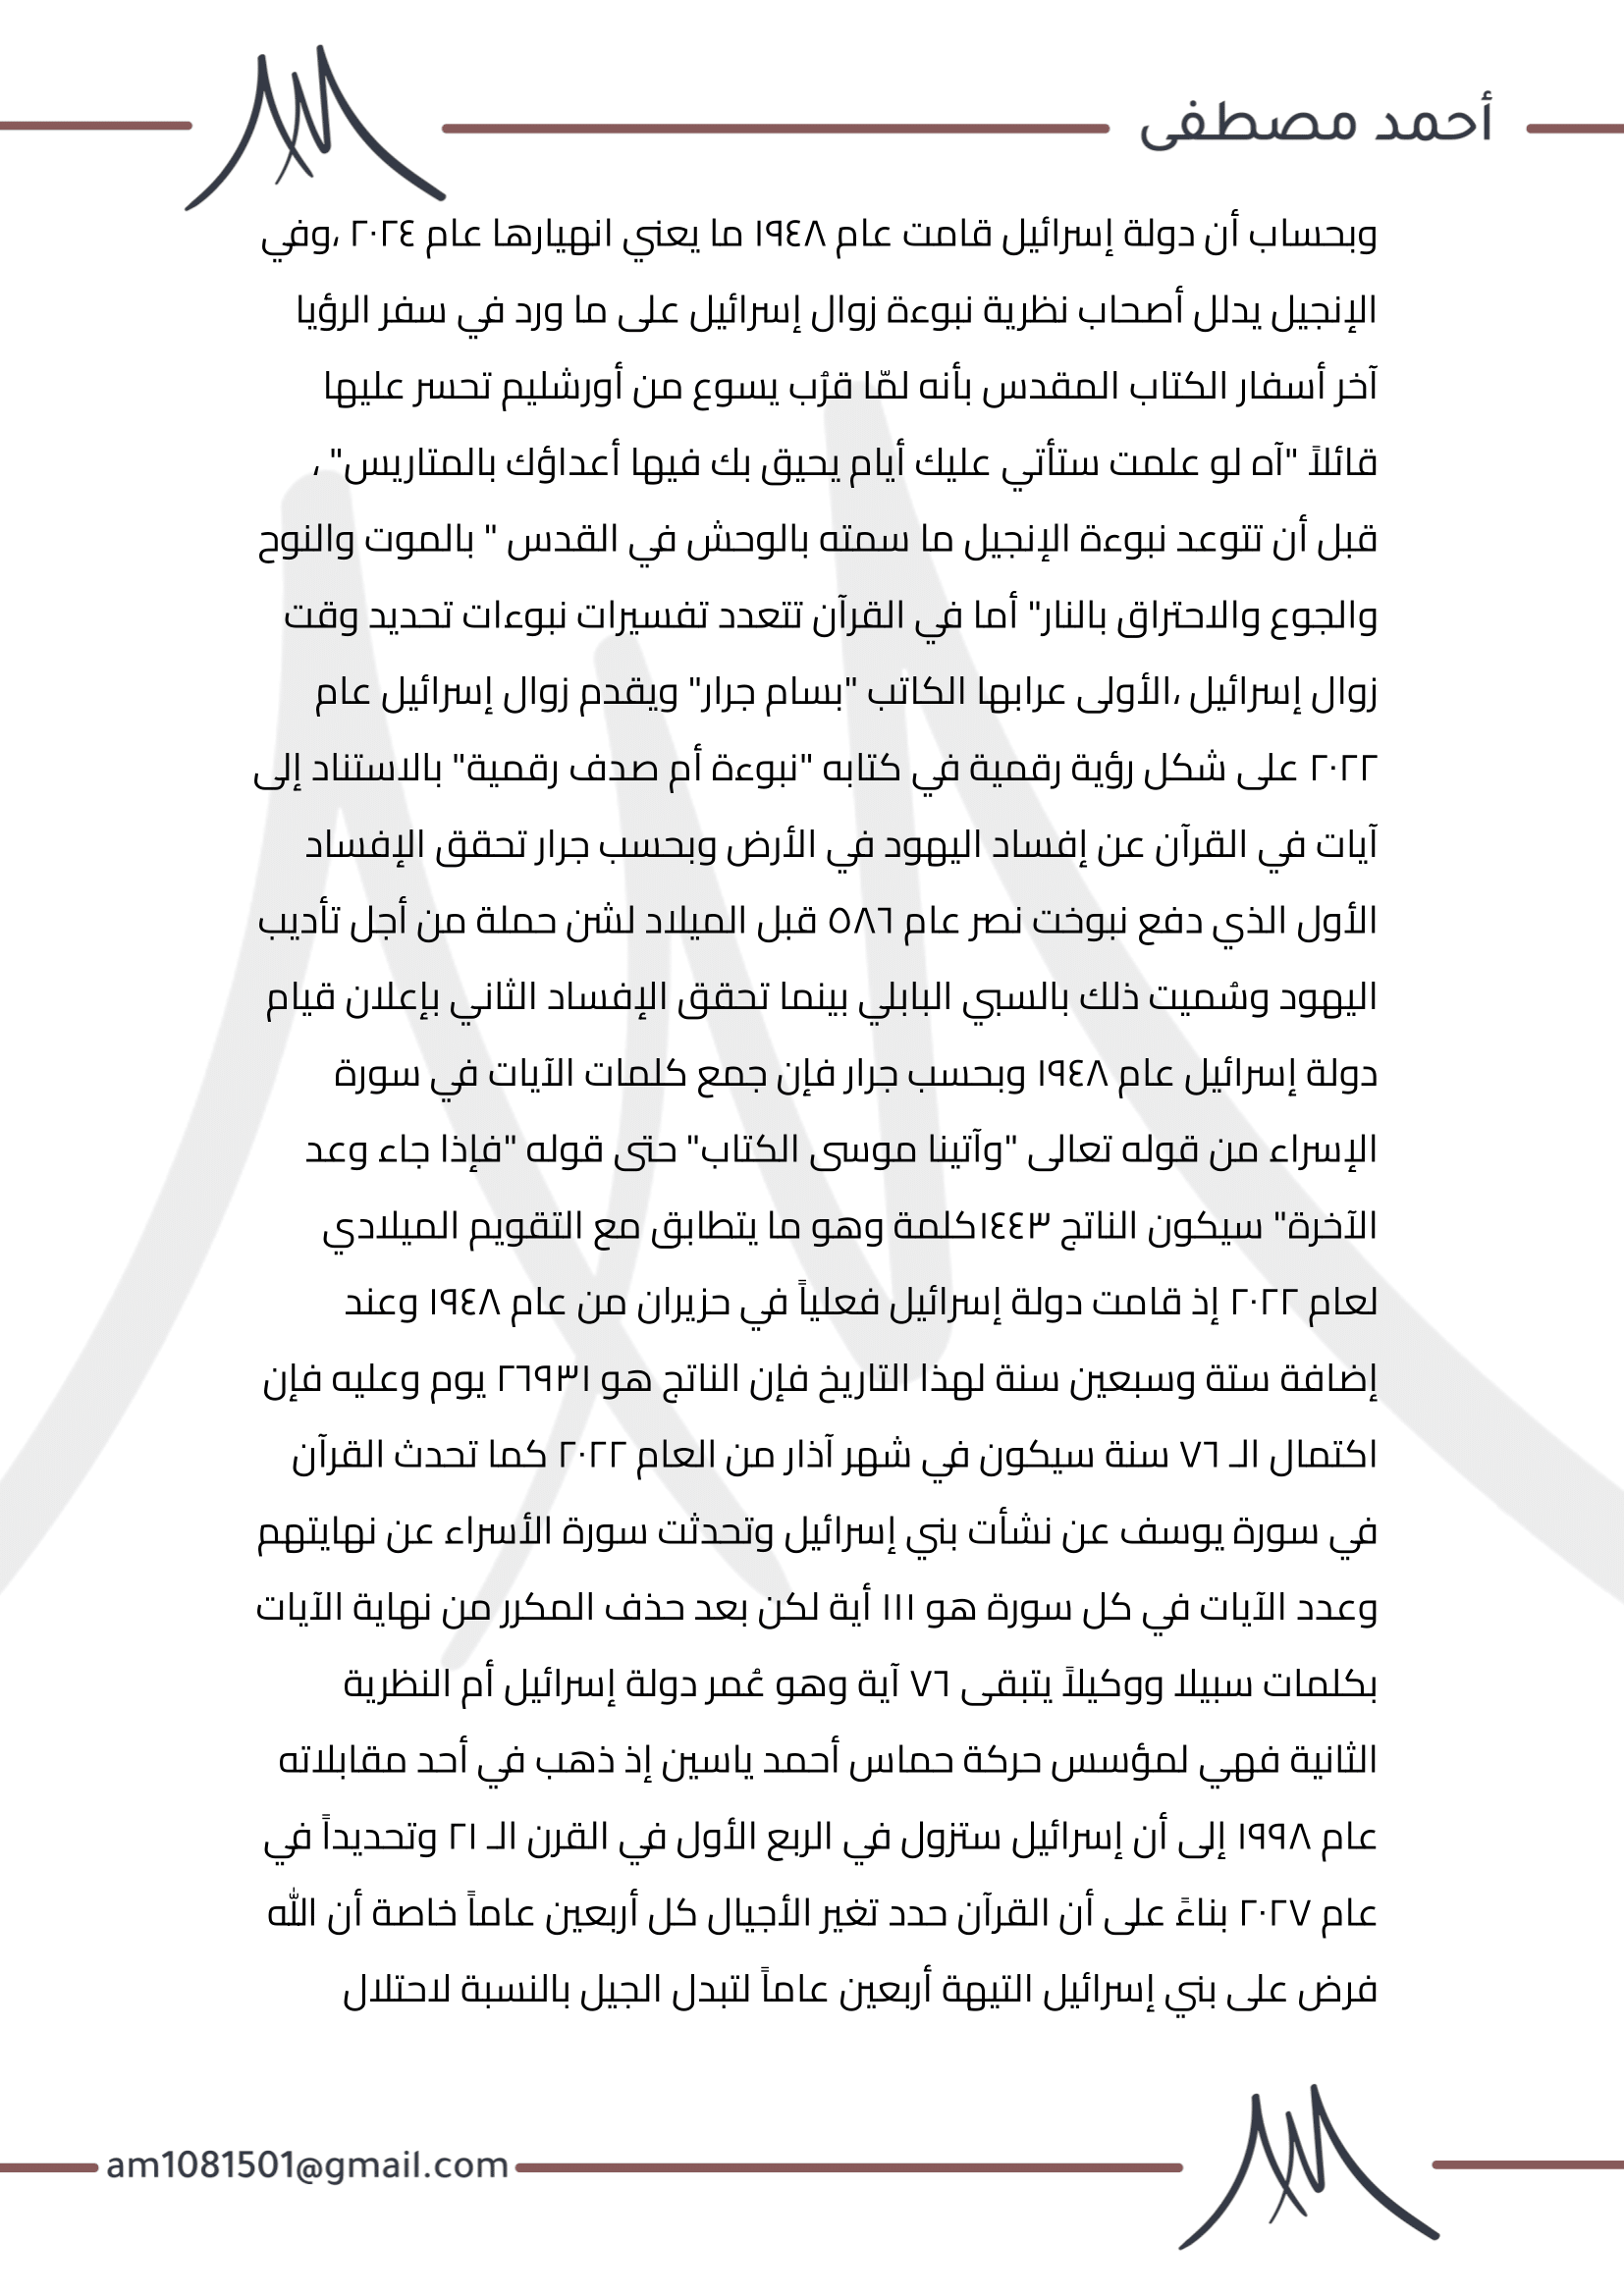 أحمد مصطفى
وبحساب أن دولة إسرائيل قامت عام ١٩٤٨ ما يعني انهيارها عام ٢٠٢٤ ،وفي
الإنجيل يدلل أصحاب نظرية نبوءة زوال إسرائيل على ما ورد في سفر الرؤيا
آخر أسفار الكتاب المقدس بأنه لمّا قرُب يسوع من أورشليم تحسر عليها
قائلاً "آه لو علمت ستأتي عليك أيام يحيق بك فيها أعداؤك بالمتاريس" ،
قبل أن تتوعد نبوءة الإنجيل ما سمته بالوحش في القدس " بالموت والنوح
والجوع والاحتراق بالنار" أما في القرآن تتعدد تفسيرات نبوءات تحديد وقت
زوال إسرائيل ،الأولى عرابها الكاتب "بسام جرار" ويقدم زوال إسرائيل عام
٢٠٢٢ على شكل رؤية رقمية في كتابه "نبوءة أم صدف رقمية" بالاستناد إلى
آيات في القرآن عن إفساد اليهود في الأرض وبحسب جرار تحقق الإفساد
الأول الذي دفع نبوخت نصر عام ٥٨٦ قبل الميلاد لشن حملة من أجل تأديب
اليهود وسُميت ذلك بالسبي البابلي بينما تحقق الإفساد الثاني بإعلان قيام
دولة إسرائيل عام ١٩٤٨ وبحسب جرار فإن جمع كلمات الآيات في سورة
الإسراء من قوله تعالى "وآتينا موسى الكتاب" حتى قوله "فإذا جاء وعد
الآخرة" سيكون الناتج ١٤٤٣كلمة وهو ما يتطابق مع التقويم الميلادي
لعام ٢٠٢٢ إذ قامت دولة إسرائيل فعلياً في حزيران من عام ١٩٤٨ وعند
إضافة ستة وسبعين سنة لهذا التاريخ فإن الناتج هو ٢٦٩٣١ يوم وعليه فإن
اكتمال الـ ٧٦ سنة سيكون في شهر آذار من العام ٢٠٢٢ كما تحدث القرآن
في سورة يوسف عن نشأت بني إسرائيل وتحدثت سورة الأسراء عن نهايتهم
وعدد الآيات في كل سورة هو ١١١ أية لكن بعد حذف المكرر من نهاية الآيات
بكلمات سبيلا ووكيلاً يتبقى ٧٦ آية وهو عُمر دولة إسرائيل أم النظرية
الثانية فهي لمؤسس حركة حماس أحمد ياسين إذ ذهب في أحد مقابلاته
عام ١٩٩٨ إلى أن إسرائيل ستزول في الربع الأول في القرن الـ ٢١ وتحديداً في
عام ٢٠٢٧ بناءً على أن القرآن حدد تغير الأجيال كل أربعين عاماً خاصة أن الله
فرض على بني إسرائيل التيهة أربعين عاماً لتبدل الجيل بالنسبة لاحتلال
am1081501@gmail.com